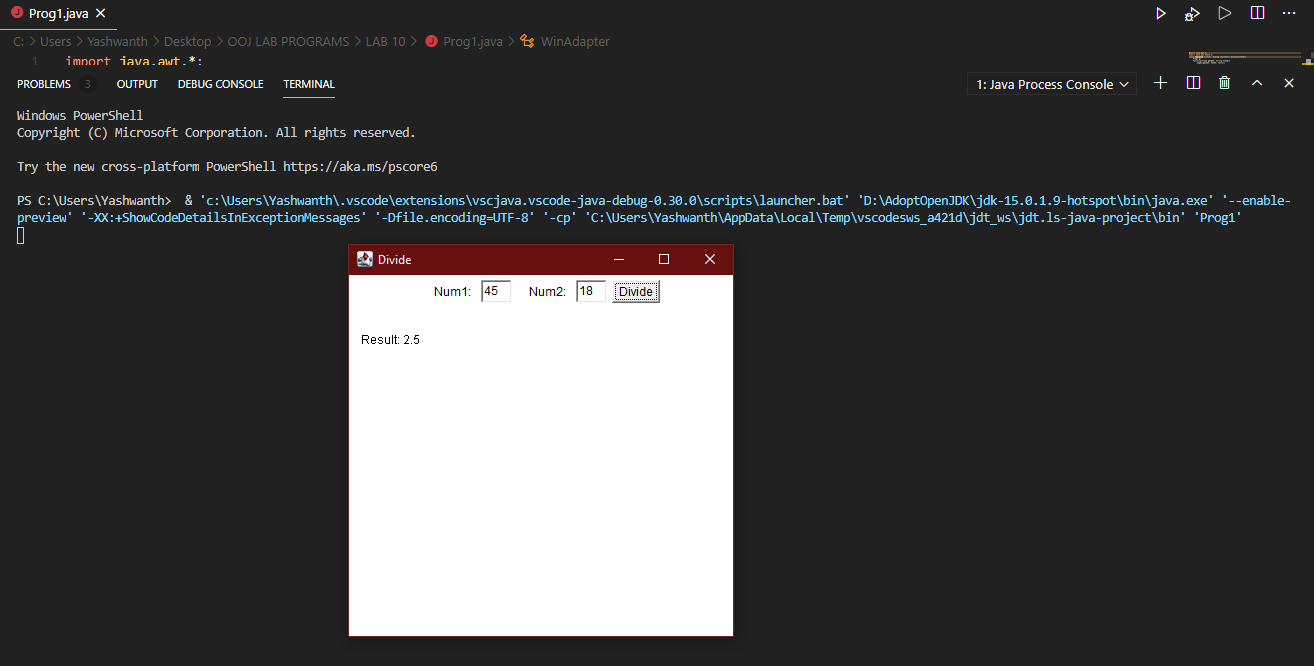 Prog1.java
C: > Users > Yashwanth > Desktop > OOJ LAB PROGRAMS > LAB 10 > Prog1.java > WinAdapter
1 import java.awt.*;
PROBLEMS 3 OUTPUT DEBUG CONSOLE TERMINAL 1: Java Process Console
Windows PowerShell
Copyright (C) Microsoft Corporation. All rights reserved.
Try the new cross-platform PowerShell https://aka.ms/pscore6
PS C:\Users\Yashwanth>  & 'c:\Users\Yashwanth\.vscode\extensions\vscjava.vscode-java-debug-0.30.0\scripts\launcher.bat' 'D:\AdoptOpenJDK\jdk-15.0.1.9-hotspot\bin\java.exe' '--enable-
preview' '-XX:+ShowCodeDetailsInExceptionMessages' '-Dfile.encoding=UTF-8' '-cp' 'C:\Users\Yashwanth\AppData\Local\Temp\vscodesws_a421d\jdt_ws\jdt.ls-java-project\bin' 'Prog1'
Divide
Num1: 45 Num2: 18 Divide
Result: 2.5